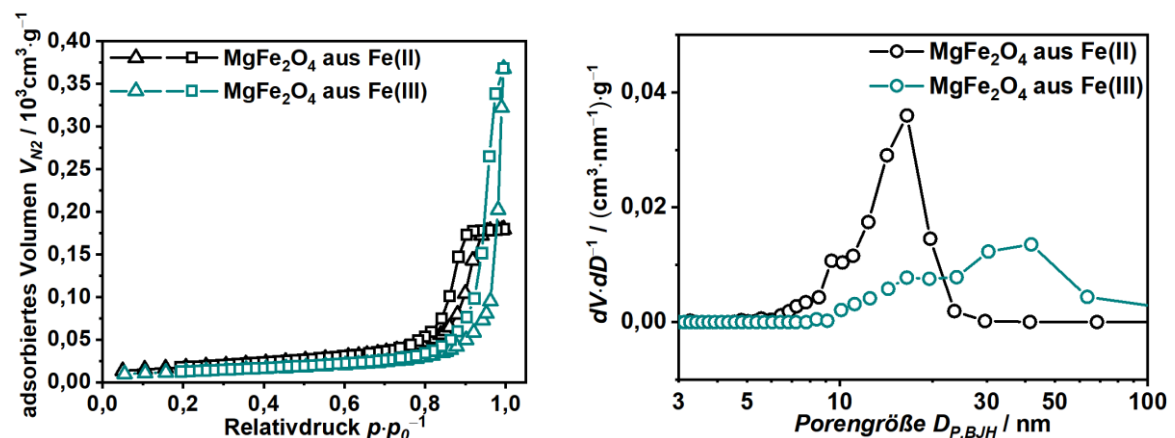 adsorbiertes Volumen V_N2 / 10³cm³·g⁻¹
0,40
0,35
0,30
0,25
0,20
0,15
0,10
0,05
0,00
MgFe₂O₄ aus Fe(II)
MgFe₂O₄ aus Fe(III)
0,0 0,2 0,4 0,6 0,8 1,0
Relativdruck p·p₀⁻¹
dV·dD⁻¹ / (cm³·nm⁻¹)·g⁻¹
0,04
0,02
0,00
MgFe₂O₄ aus Fe(II)
MgFe₂O₄ aus Fe(III)
3 5 10 30 50 100
Porengröße D_P,BJH / nm